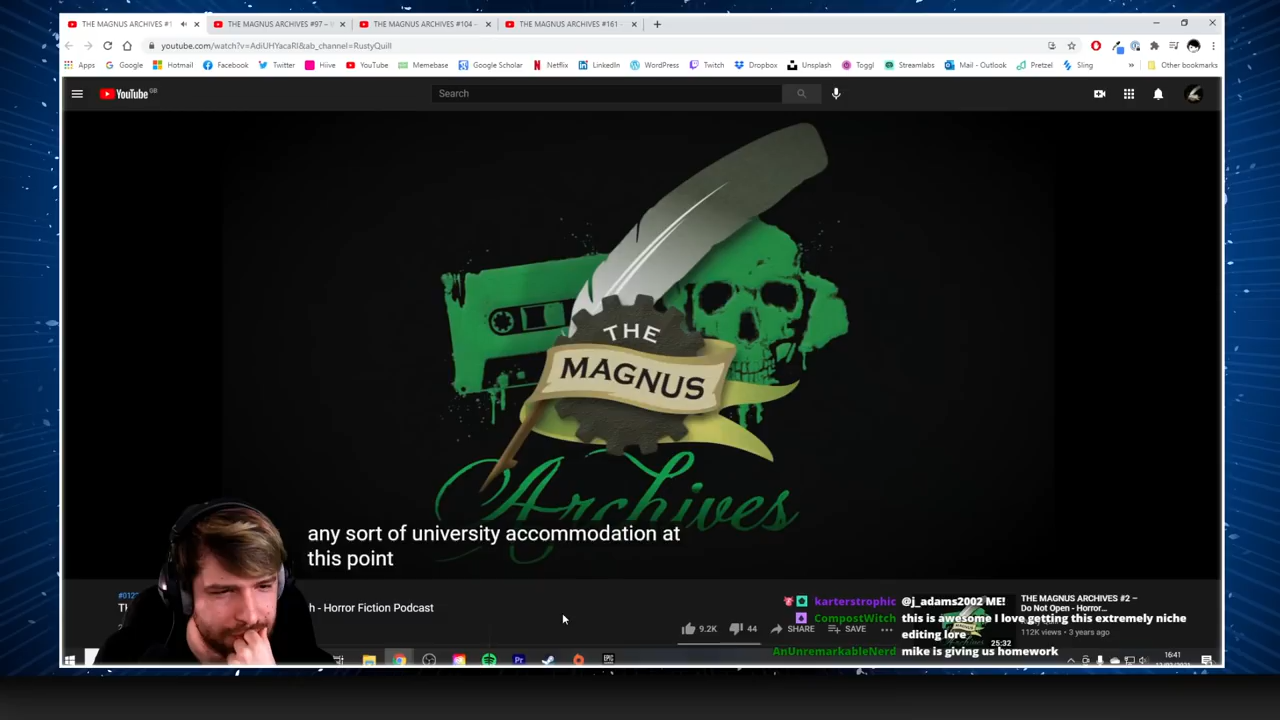 THE MAGNUS ARCHIVES #1
THE MAGNUS ARCHIVES #97 –
THE MAGNUS ARCHIVES #104 -
THE MAGNUS ARCHIVES #161 -
youtube.com/watch?v=AdiUHYacaRI&ab_channel=RustyQuill
Apps
Google
Hotmail
Facebook
Twitter
Hiive
YouTube
Memebase
Google Scholar
Netflix
LinkedIn
WordPress
Twitch
Dropbox
Unsplash
Toggl
Streamlabs
Mail - Outlook
Pretzel
Sling
»
Other bookmarks
YouTube GB
Search
THE
MAGNUS
Archives
any sort of university accommodation at
this point
h - Horror Fiction Podcast
9.2K
44
SHARE
SAVE
karterstrophic @j_adams2002 ME!
CompostWitch this is awesome I love getting this extremely niche
editing lore
AnUnremarkableNerd mike is giving us homework
THE MAGNUS ARCHIVES #2 –
Do Not Open - Horror...
112K views • 3 years ago
25:32
16:41